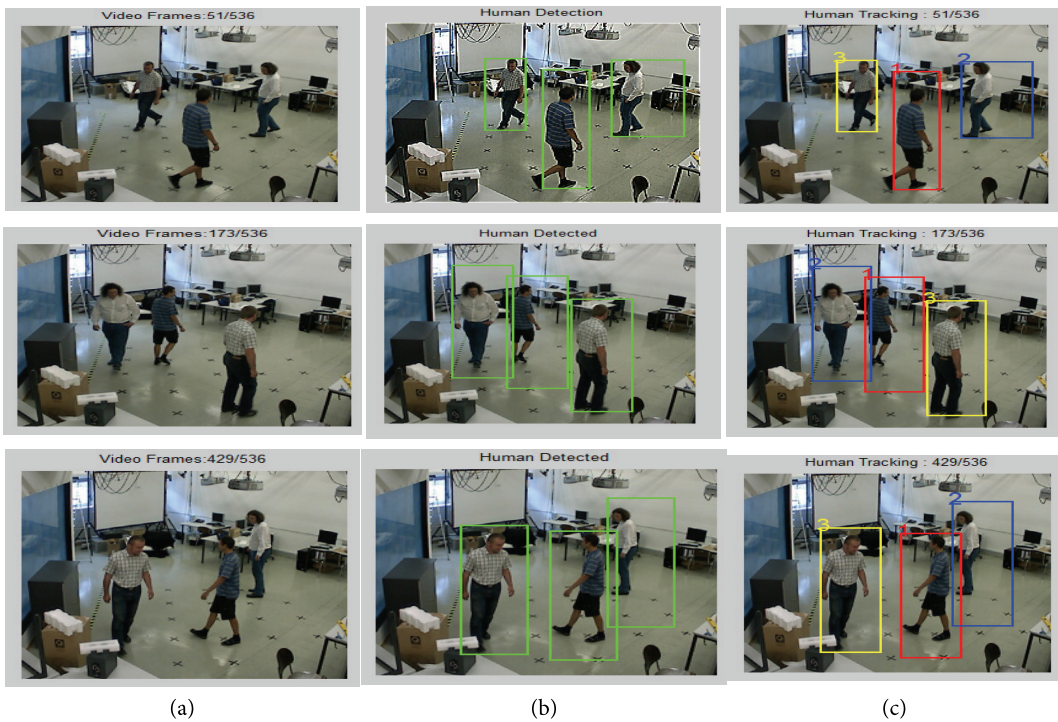 Video Frames:51/536
Human Detection
Human Tracking : 51/536
3
1
2
Video Frames:173/536
Human Detected
Human Tracking : 173/536
2
1
3
Video Frames:429/536
Human Detected
Human Tracking : 429/536
3
1
2
(a)
(b)
(c)